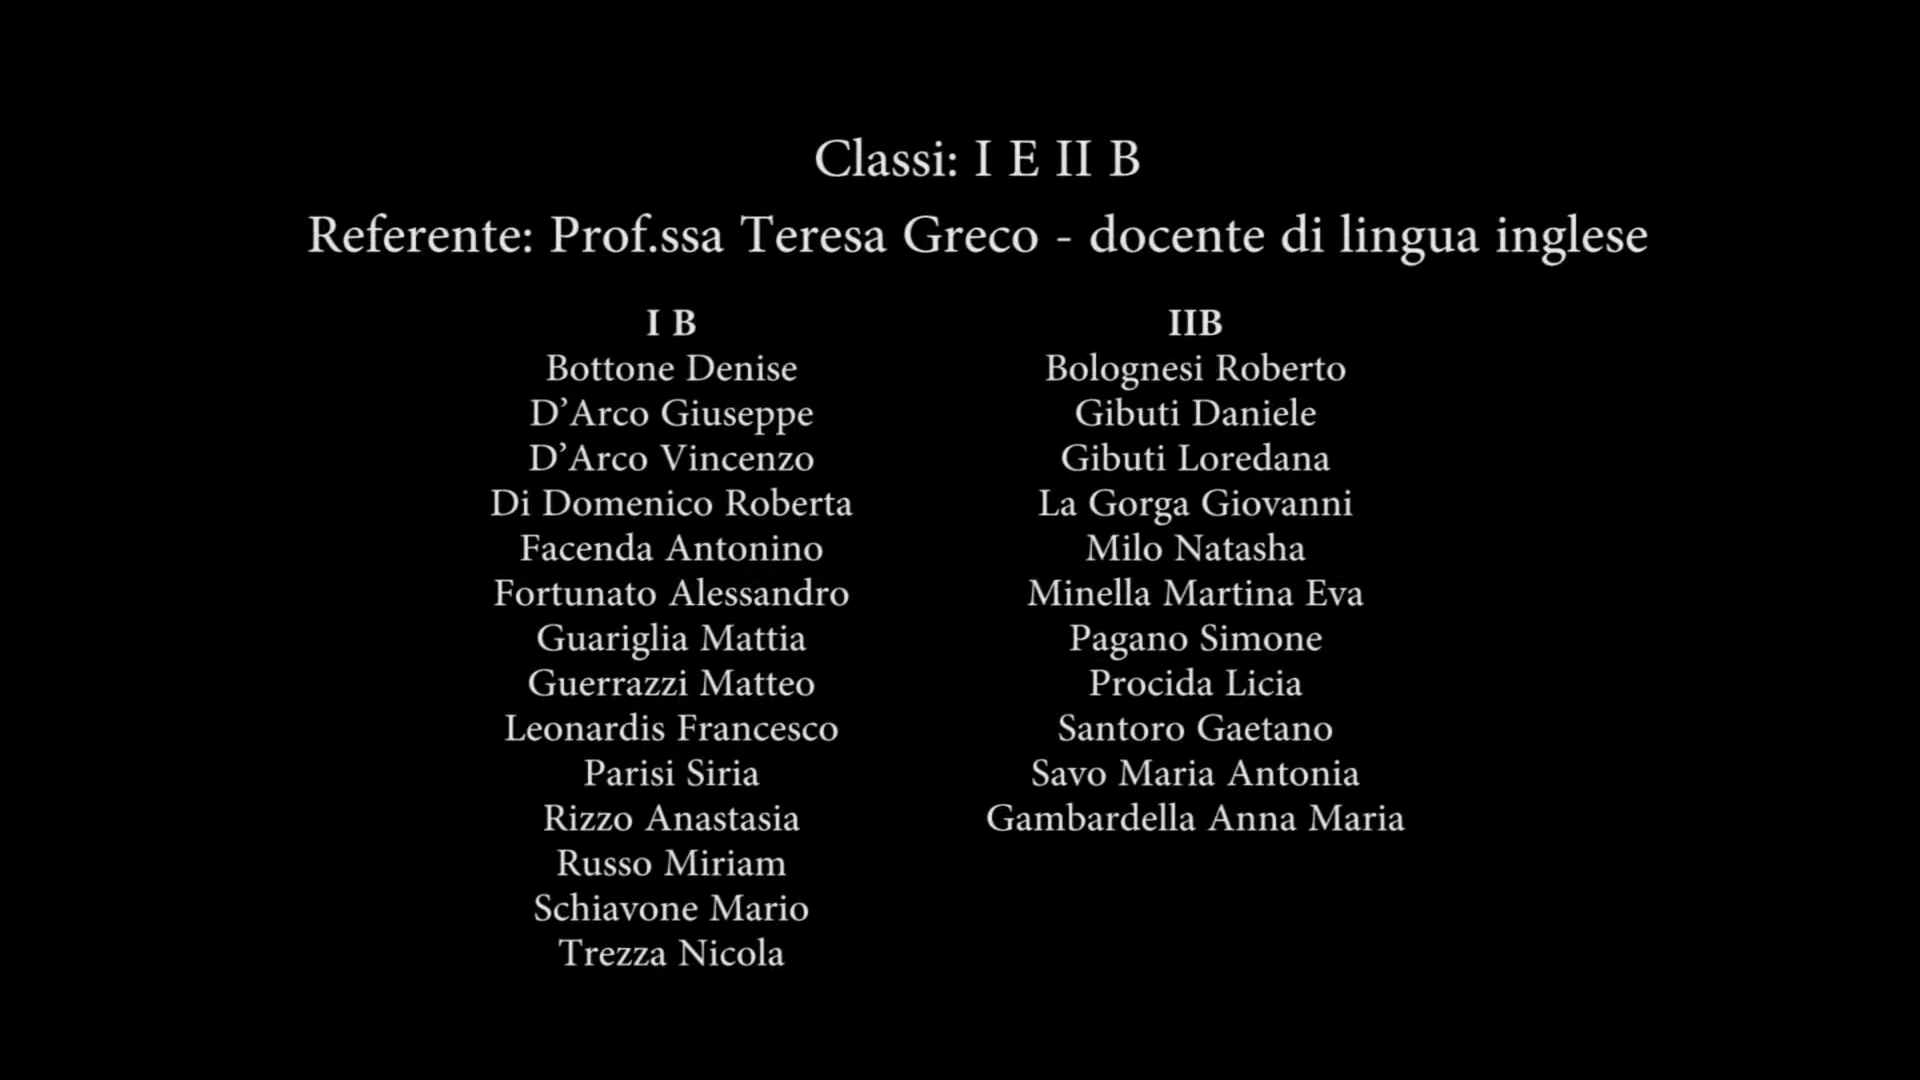 Classi: I E II B
Referente: Prof.ssa Teresa Greco - docente di lingua inglese
I B
Bottone Denise
D’Arco Giuseppe
D’Arco Vincenzo
Di Domenico Roberta
Facenda Antonino
Fortunato Alessandro
Guariglia Mattia
Guerrazzi Matteo
Leonardis Francesco
Parisi Siria
Rizzo Anastasia
Russo Miriam
Schiavone Mario
Trezza Nicola
IIB
Bolognesi Roberto
Gibuti Daniele
Gibuti Loredana
La Gorga Giovanni
Milo Natasha
Minella Martina Eva
Pagano Simone
Procida Licia
Santoro Gaetano
Savo Maria Antonia
Gambardella Anna Maria